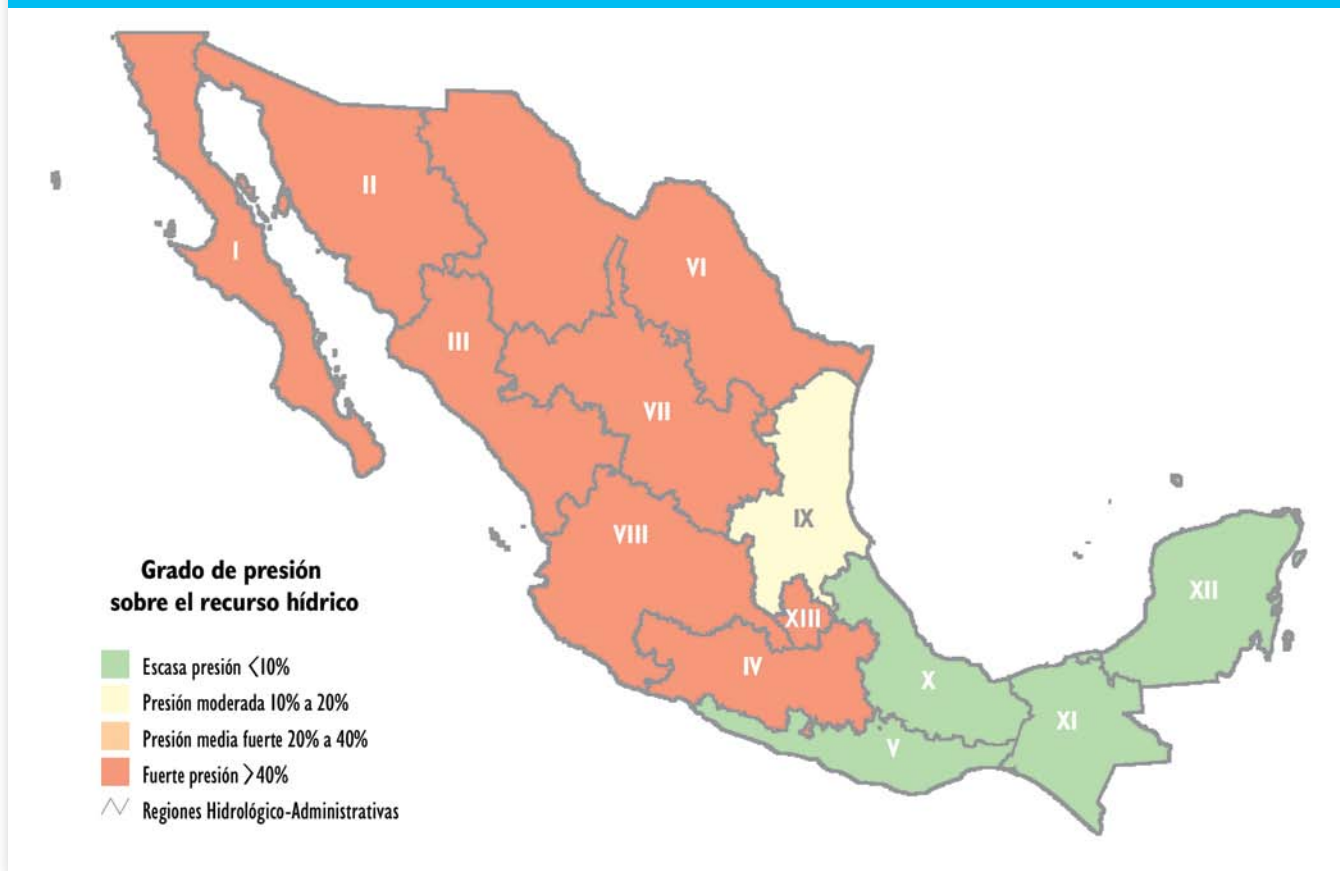 II
I
VI
III
VII
IX
VIII
XII
XIII
IV
X
XI
V
Grado de presión
sobre el recurso hídrico
Escasa presión <10%
Presión moderada 10% a 20%
Presión media fuerte 20% a 40%
Fuerte presión >40%
Regiones Hidrológico-Administrativas